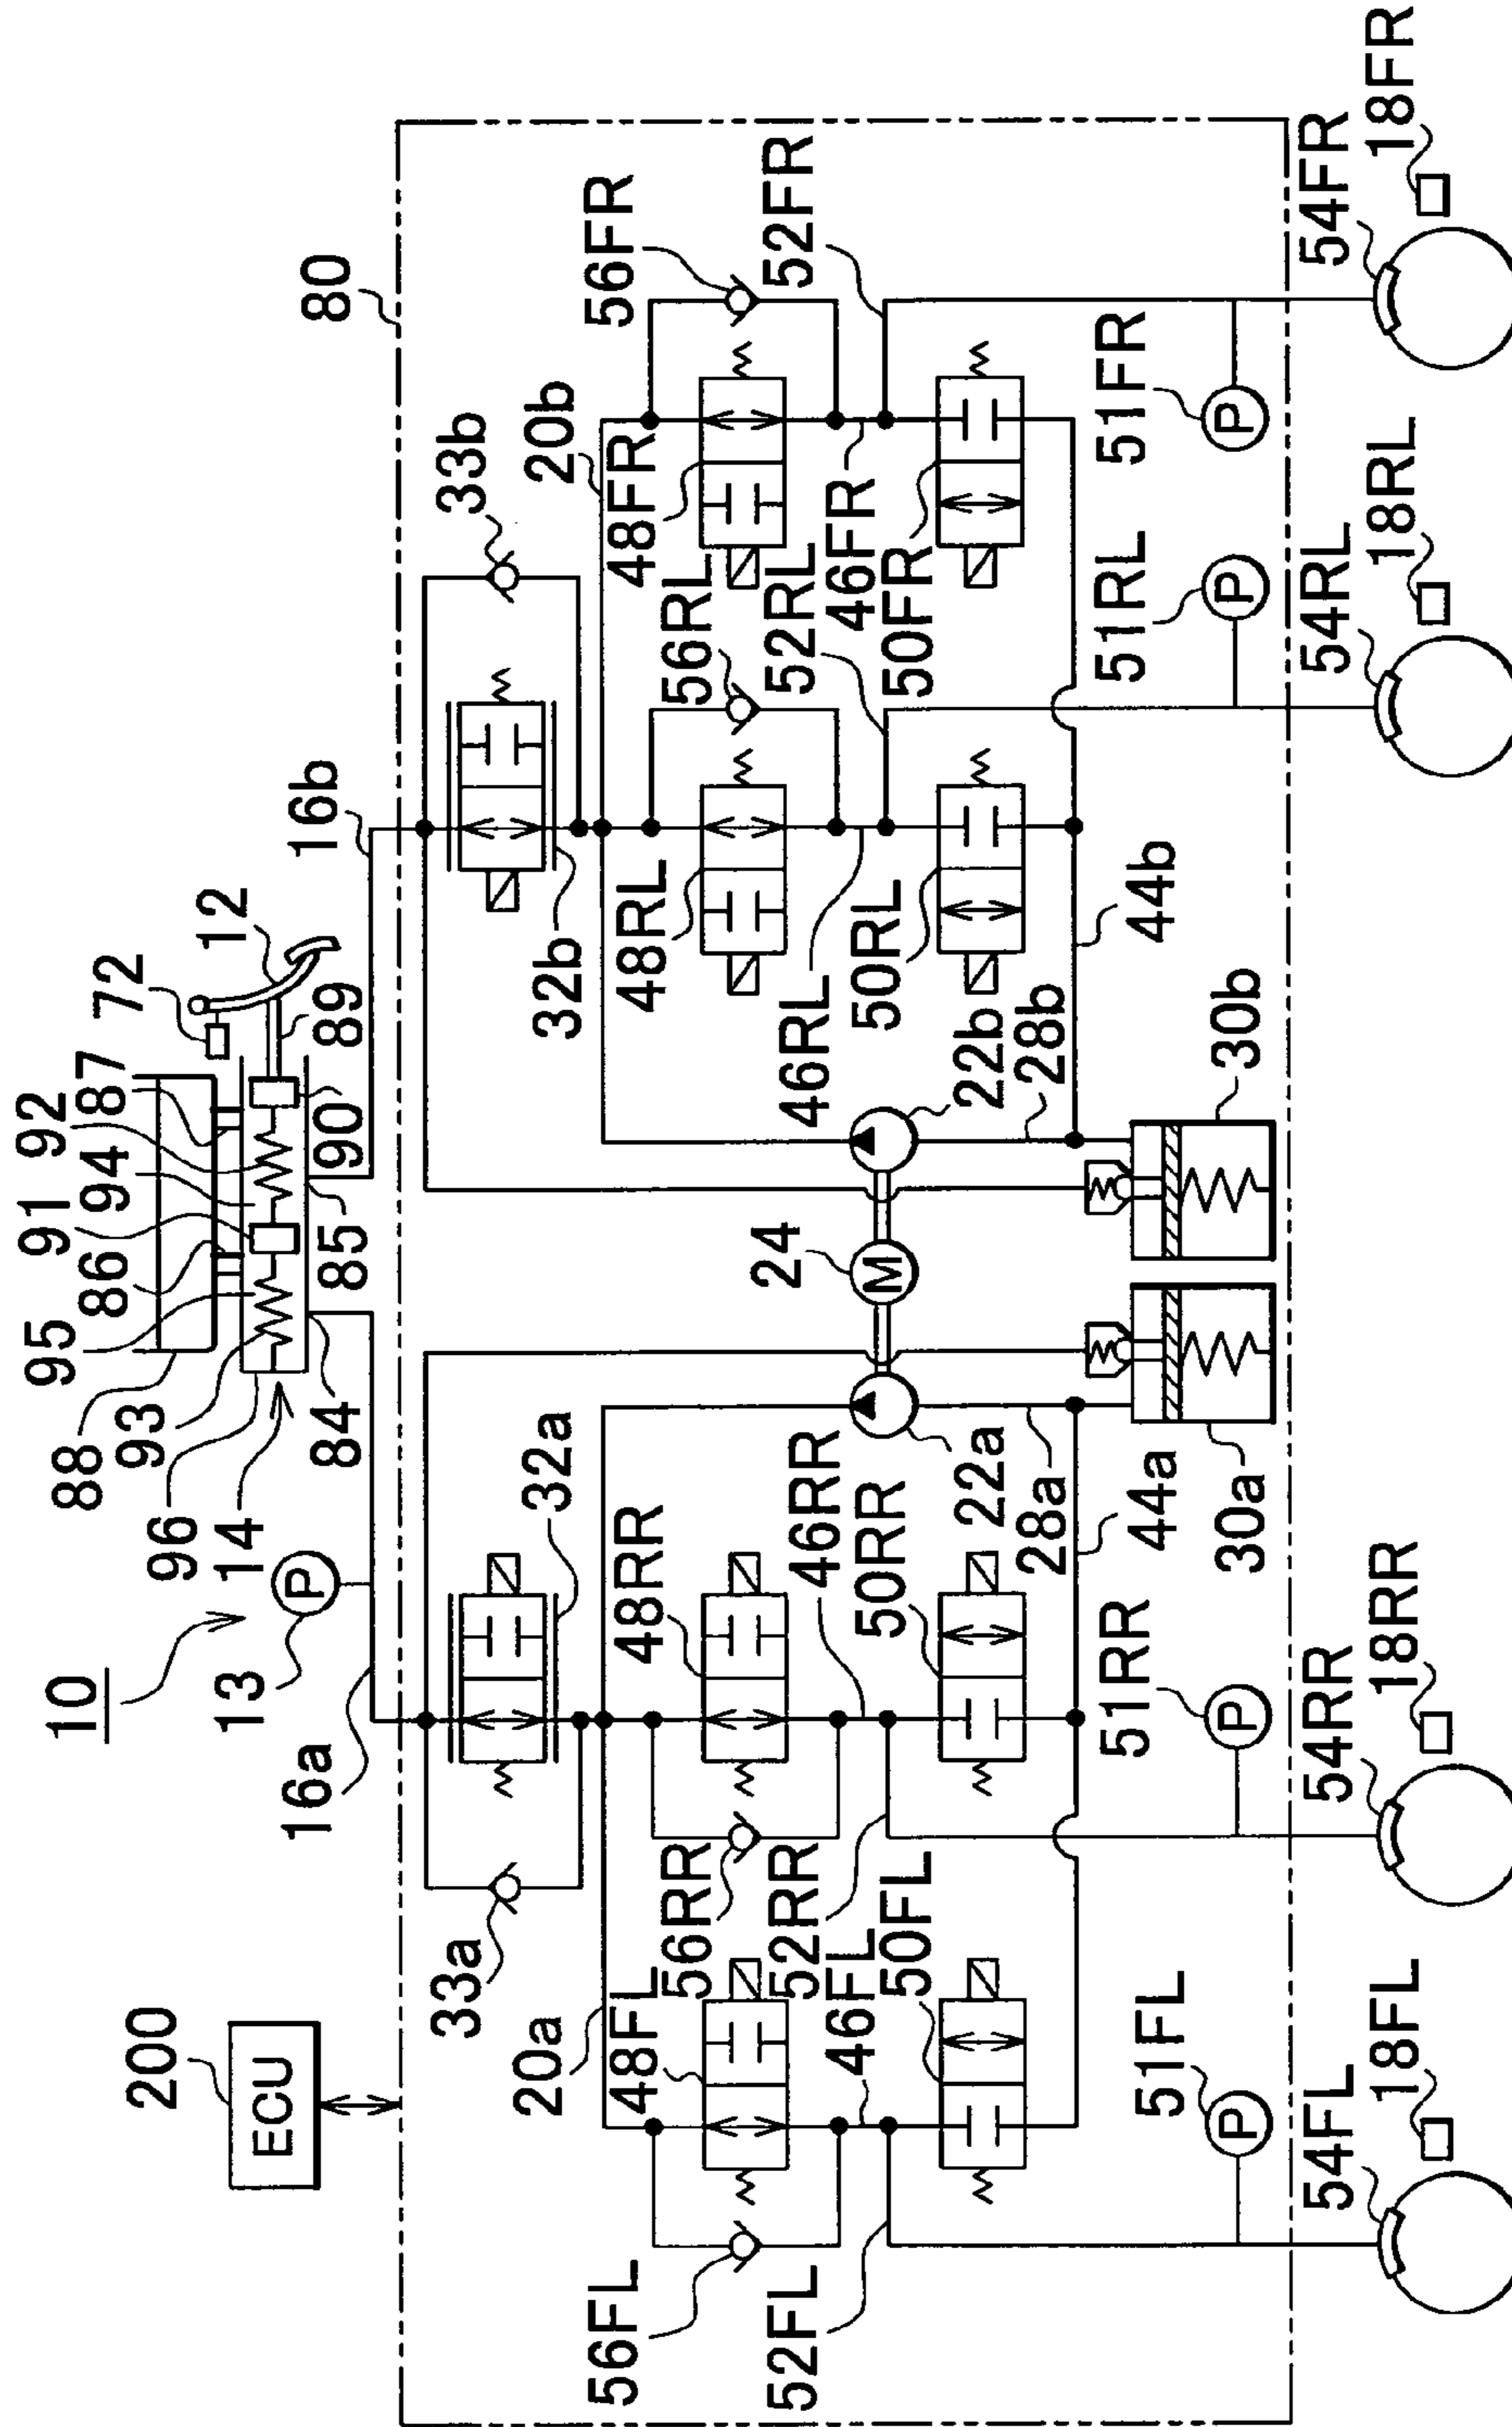 10
13
P
14
96
93
88
95
86
91
94
92
87
72
12
89
90
85
84
16a
16b
80
200
ECU
33a
32a
32b
33b
20a
20b
48FL
48RR
48RL
48FR
56FL
56RR
56RL
56FR
24
M
22a
22b
28a
28b
46FL
46RR
46RL
46FR
52FL
52RR
52RL
52FR
50FL
50RR
50RL
50FR
44a
44b
30a
30b
51FL
P
51RR
P
51RL
P
51FR
P
54FL
18FL
54RR
18RR
54RL
18RL
54FR
18FR